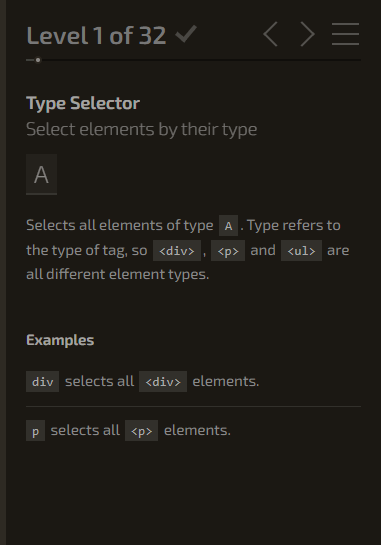 Level 1 of 32
Type Selector
Select elements by their type
A
Selects all elements of type A. Type refers to
the type of tag, so <div>, <p> and <ul> are
all different element types.
Examples
div selects all <div> elements.
p selects all <p> elements.